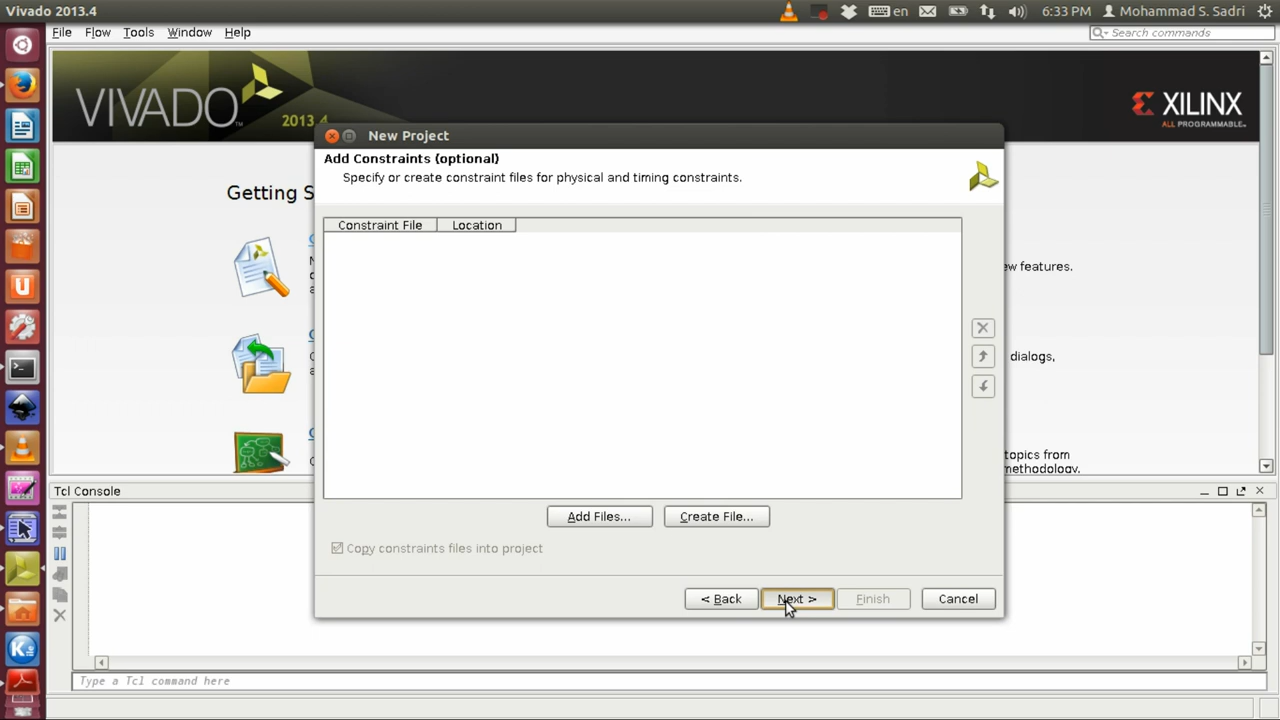 Vivado 2013.4
en
6:33 PM
Mohammad S. Sadri
File Flow Tools Window Help
Search commands
VIVADO
2013.4
XILINX
ALL PROGRAMMABLE
New Project
Add Constraints (optional)
Specify or create constraint files for physical and timing constraints.
Getting S
Constraint File Location
ew features.
dialogs,
topics from
methodology.
Add Files...
Create File...
Copy constraints files into project
< Back
Next >
Finish
Cancel
Tcl Console
Type a Tcl command here